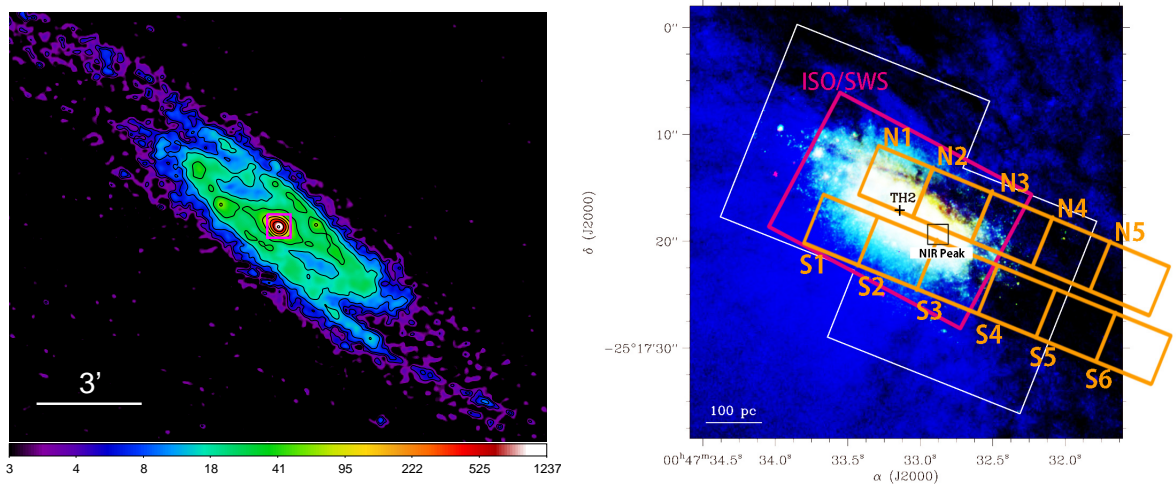 3'
3 4 8 18 41 95 222 525 1237
0"
10"
20"
−25°17'30"
δ (J2000)
ISO/SWS
N1
N2
N3
N4
N5
TH2
NIR Peak
S1
S2
S3
S4
S5
S6
100 pc
00ʰ47ᵐ34.5ˢ 34.0ˢ 33.5ˢ 33.0ˢ 32.5ˢ 32.0ˢ
α (J2000)